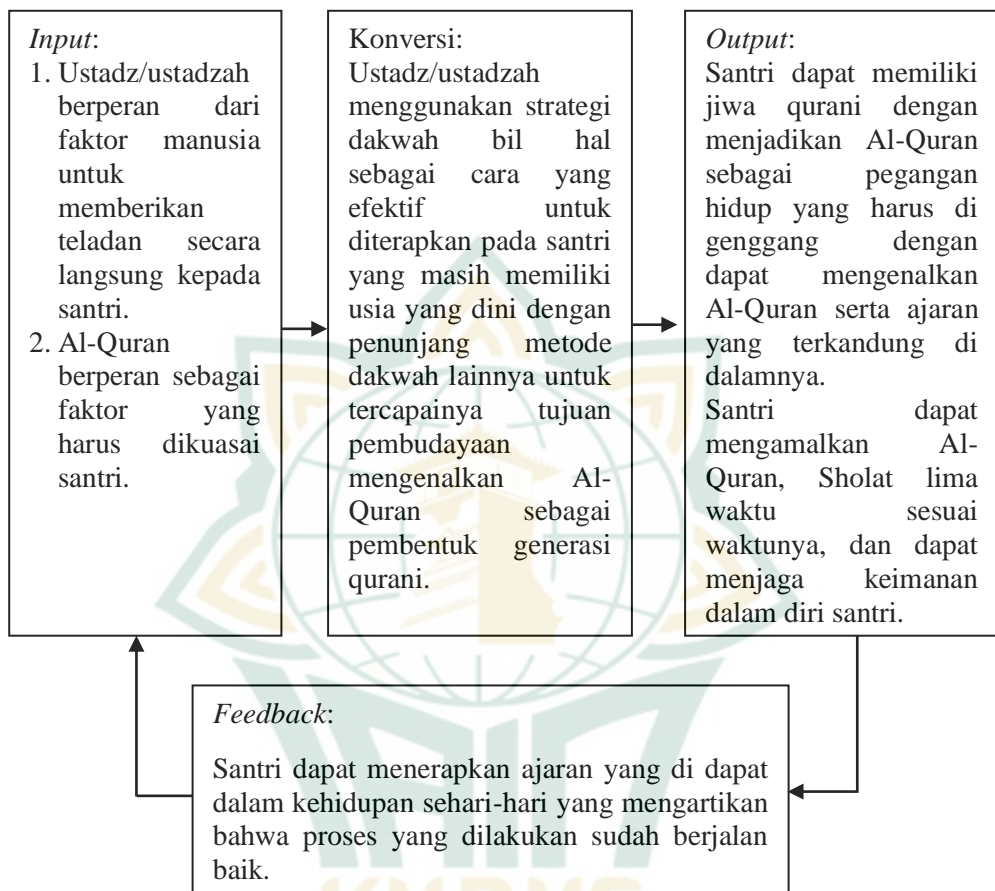 Input:
1. Ustadz/ustadzah
berperan dari
faktor manusia
untuk
memberikan
teladan secara
langsung kepada
santri.
2. Al-Quran
berperan sebagai
faktor yang
harus dikuasai
santri.
Konversi:
Ustadz/ustadzah
menggunakan strategi
dakwah bil hal
sebagai cara yang
efektif untuk
diterapkan pada santri
yang masih memiliki
usia yang dini dengan
penunjang metode
dakwah lainnya untuk
tercapainya tujuan
pembudayaan
mengenalkan Al-
Quran sebagai
pembentuk generasi
qurani.
Output:
Santri dapat memiliki
jiwa qurani dengan
menjadikan Al-Quran
sebagai pegangan
hidup yang harus di
genggang dengan
dapat mengenalkan
Al-Quran serta ajaran
yang terkandung di
dalamnya.
Santri dapat
mengamalkan Al-
Quran, Sholat lima
waktu sesuai
waktunya, dan dapat
menjaga keimanan
dalam diri santri.
Feedback:
Santri dapat menerapkan ajaran yang di dapat
dalam kehidupan sehari-hari yang mengartikan
bahwa proses yang dilakukan sudah berjalan
baik.